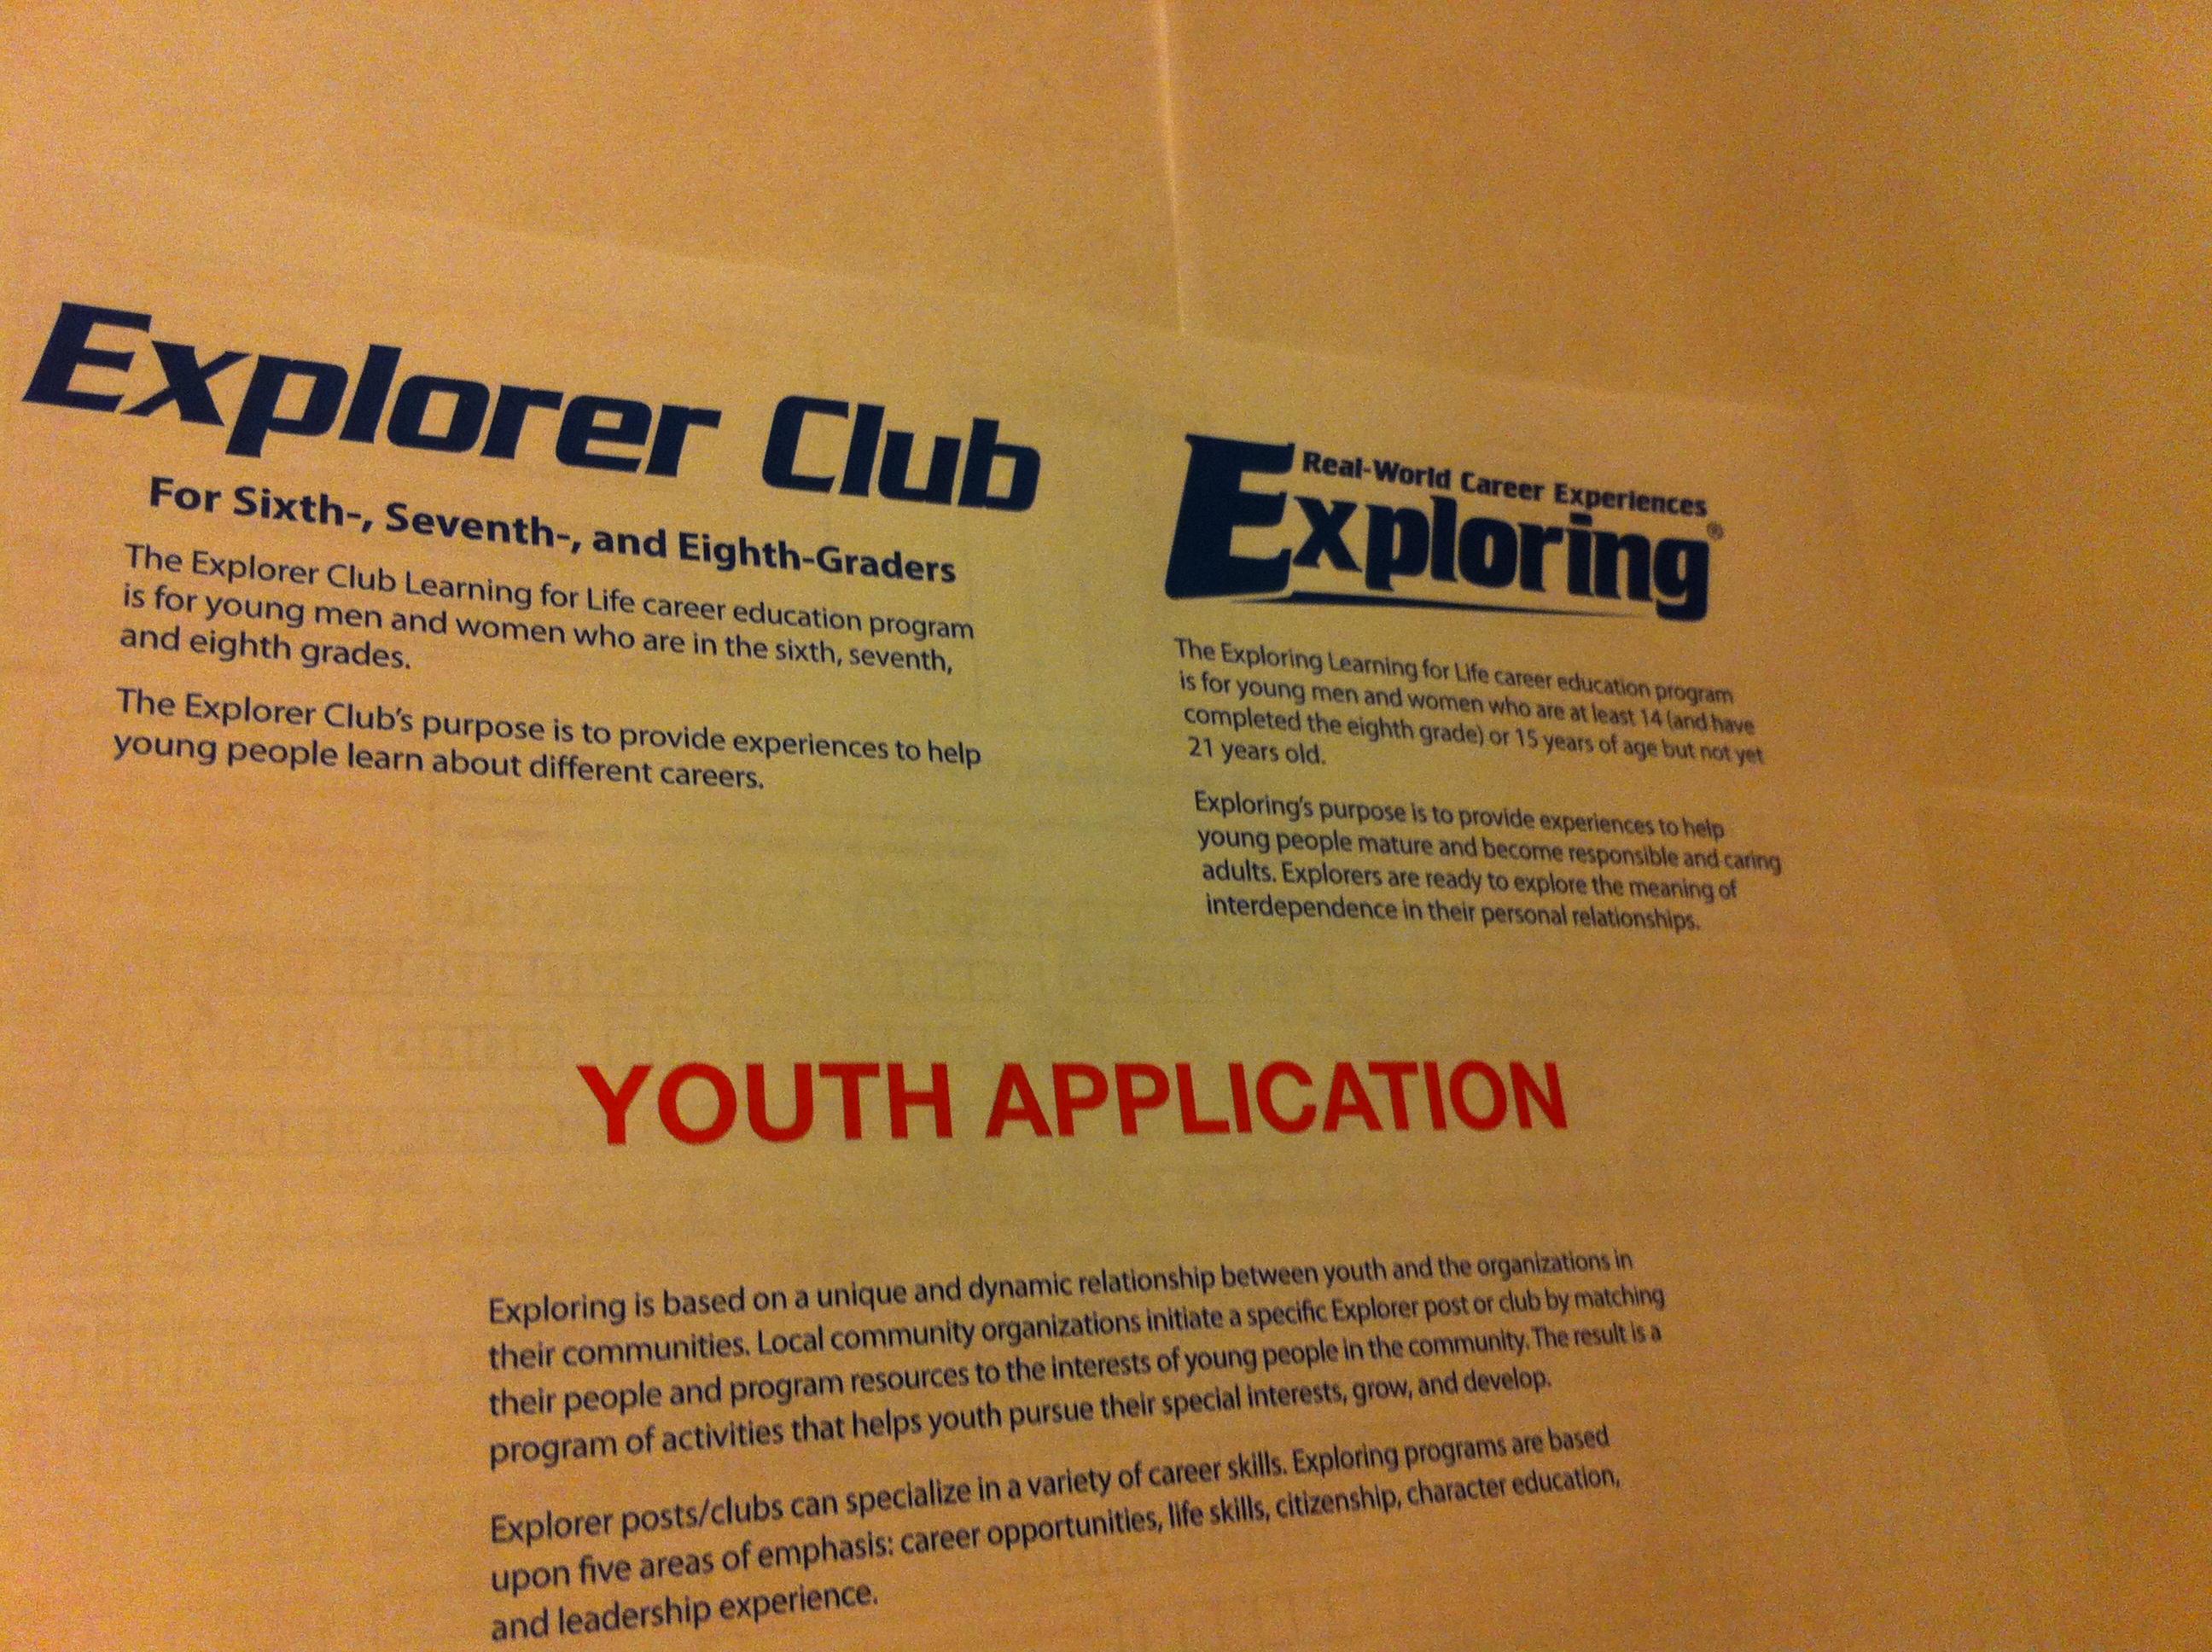 Explorer Club
For Sixth-, Seventh-, and Eighth-Graders
The Explorer Club Learning for Life career education program
is for young men and women who are in the sixth, seventh,
and eighth grades.
The Explorer Club's purpose is to provide experiences to help
young people learn about different careers.
Real-World Career Experiences
Exploring®
The Exploring Learning for Life career education program
is for young men and women who are at least 14 (and have
completed the eighth grade) or 15 years of age but not yet
21 years old.
Exploring's purpose is to provide experiences to help
young people mature and become responsible and caring
adults. Explorers are ready to explore the meaning of
interdependence in their personal relationships.
YOUTH APPLICATION
Exploring is based on a unique and dynamic relationship between youth and the organizations in
their communities. Local community organizations initiate a specific Explorer post or club by matching
their people and program resources to the interests of young people in the community. The result is a
program of activities that helps youth pursue their special interests, grow, and develop.
Explorer posts/clubs can specialize in a variety of career skills. Exploring programs are based
upon five areas of emphasis: career opportunities, life skills, citizenship, character education,
and leadership experience.